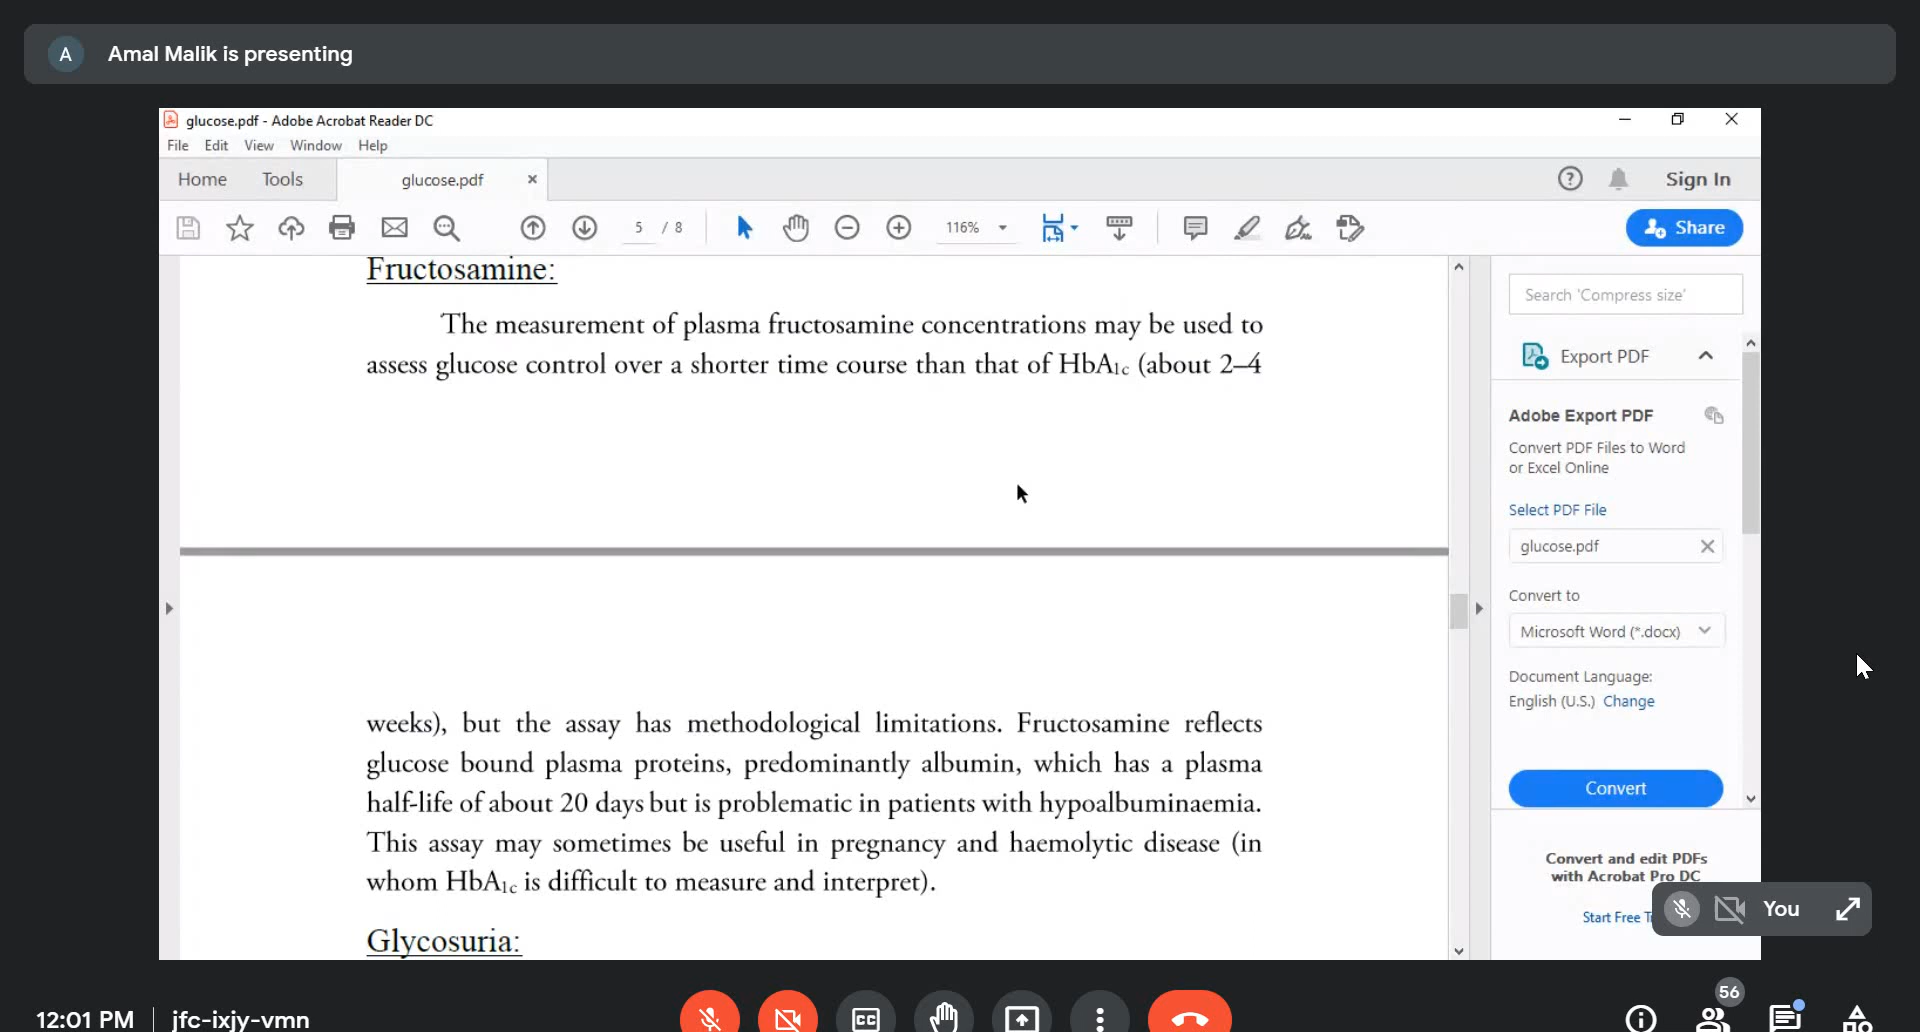 A Amal Malik is presenting
glucose.pdf - Adobe Acrobat Reader DC
File Edit View Window Help
Home Tools glucose.pdf × Sign In
5 / 8 116% Share
Fructosamine:
The measurement of plasma fructosamine concentrations may be used to
assess glucose control over a shorter time course than that of HbA1c (about 2–4
weeks), but the assay has methodological limitations. Fructosamine reflects
glucose bound plasma proteins, predominantly albumin, which has a plasma
half-life of about 20 days but is problematic in patients with hypoalbuminaemia.
This assay may sometimes be useful in pregnancy and haemolytic disease (in
whom HbA1c is difficult to measure and interpret).
Glycosuria:
Search 'Compress size'
Export PDF
Adobe Export PDF
Convert PDF Files to Word
or Excel Online
Select PDF File
glucose.pdf
Convert to
Microsoft Word (*.docx)
Document Language:
English (U.S.) Change
Convert
Convert and edit PDFs
with Acrobat Pro DC
Start Free
You
12:01 PM jfc-ixjy-vmn
CC
56